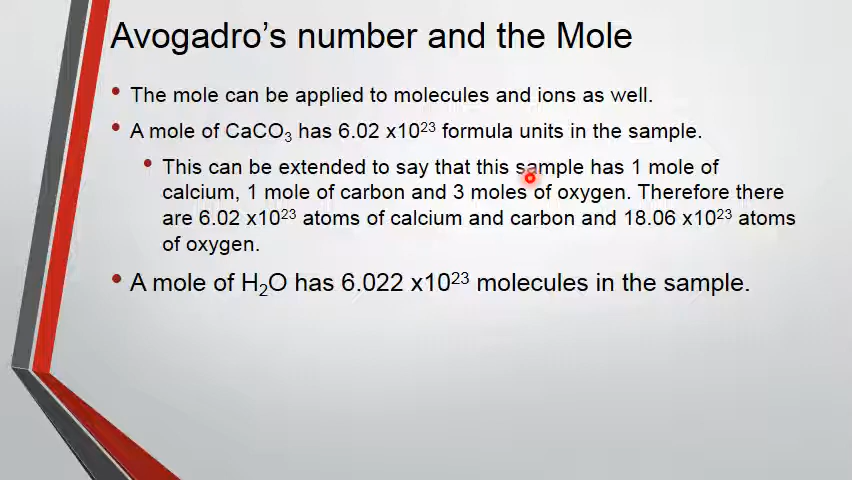 Avogadro’s number and the Mole
• The mole can be applied to molecules and ions as well.
• A mole of CaCO₃ has 6.02 x10²³ formula units in the sample.
• This can be extended to say that this sample has 1 mole of
calcium, 1 mole of carbon and 3 moles of oxygen. Therefore there
are 6.02 x10²³ atoms of calcium and carbon and 18.06 x10²³ atoms
of oxygen.
• A mole of H₂O has 6.022 x10²³ molecules in the sample.